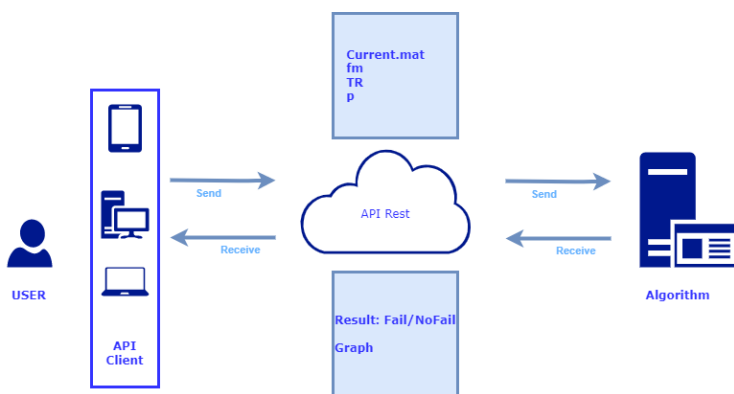 Current.mat
fm
TR
p
Send
Send
API Rest
Receive
Receive
USER
Algorithm
Result: Fail/NoFail
Graph
API
Client